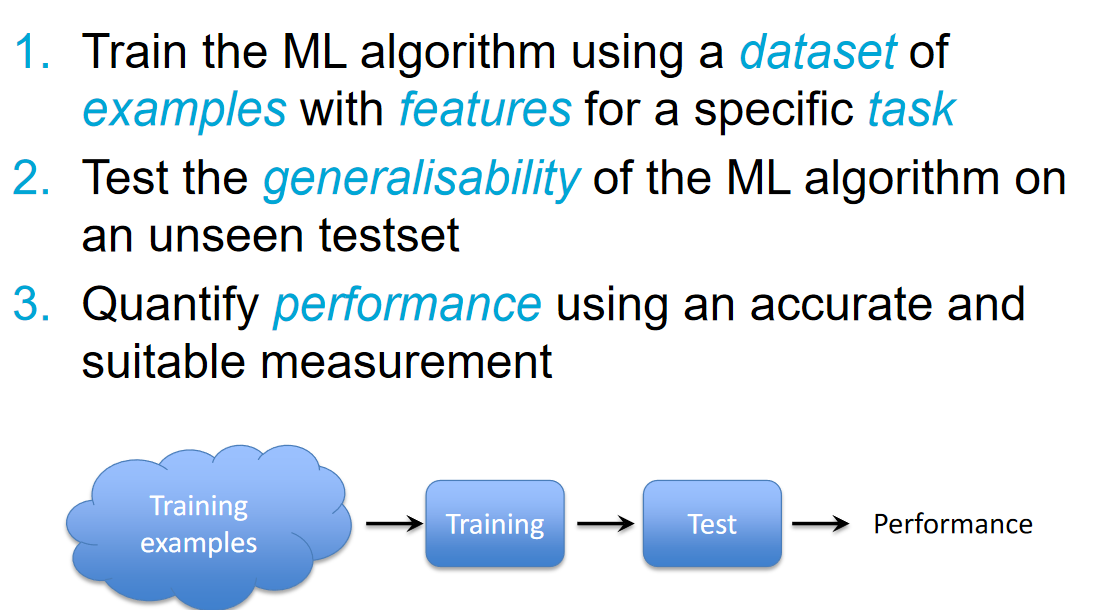 1. Train the ML algorithm using a dataset of
examples with features for a specific task
2. Test the generalisability of the ML algorithm on
an unseen testset
3. Quantify performance using an accurate and
suitable measurement
Training
examples
Training
Test
Performance